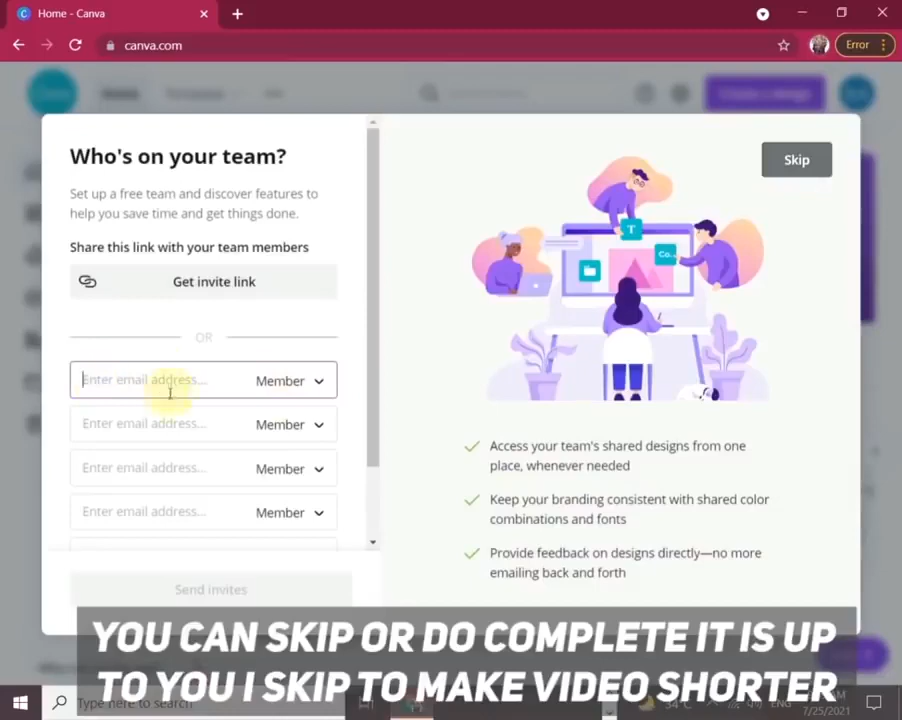 Home - Canva
canva.com
Error
Who's on your team?
Skip
Set up a free team and discover features to
help you save time and get things done.
Share this link with your team members
Get invite link
OR
Enter email address... Member
Enter email address... Member
Enter email address... Member
Enter email address... Member
Send invites
T
Co...
Access your team's shared designs from one
place, whenever needed
Keep your branding consistent with shared color
combinations and fonts
Provide feedback on designs directly—no more
emailing back and forth
YOU CAN SKIP OR DO COMPLETE IT IS UP
TO YOU I SKIP TO MAKE VIDEO SHORTER
Type here to search
34°C
ENG
7/25/2021